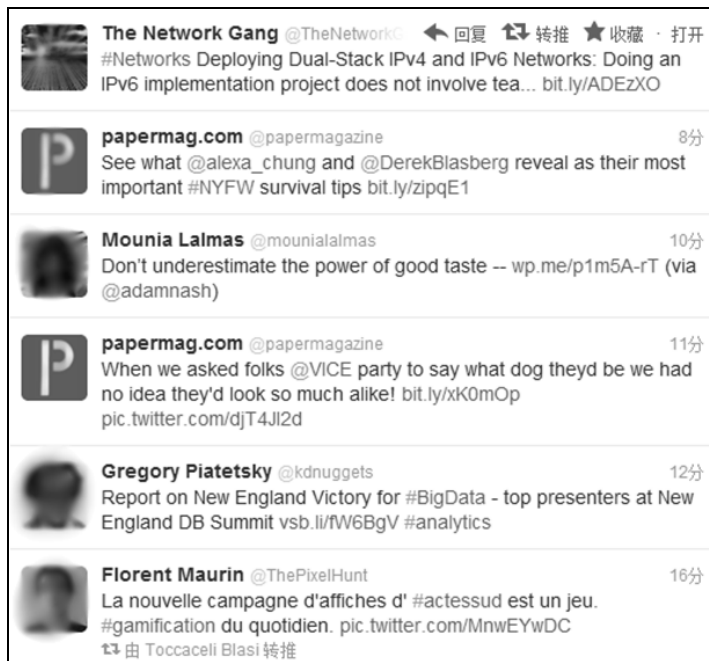 The Network Gang @TheNetworkG 回复 转推 收藏 · 打开
#Networks Deploying Dual-Stack IPv4 and IPv6 Networks: Doing an
IPv6 implementation project does not involve tea... bit.ly/ADEzXO
papermag.com @papermagazine 8分
See what @alexa_chung and @DerekBlasberg reveal as their most
important #NYFW survival tips bit.ly/zipqE1
Mounia Lalmas @mounialalmas 10分
Don't underestimate the power of good taste -- wp.me/p1m5A-rT (via
@adamnash)
papermag.com @papermagazine 11分
When we asked folks @VICE party to say what dog theyd be we had
no idea they'd look so much alike! bit.ly/xK0mOp
pic.twitter.com/djT4Jl2d
Gregory Piatetsky @kdnuggets 12分
Report on New England Victory for #BigData - top presenters at New
England DB Summit vsb.li/fW6BgV #analytics
Florent Maurin @ThePixelHunt 16分
La nouvelle campagne d'affiches d' #actessud est un jeu.
#gamification du quotidien. pic.twitter.com/MnwEYwDC
由 Toccaceli Blasi 转推